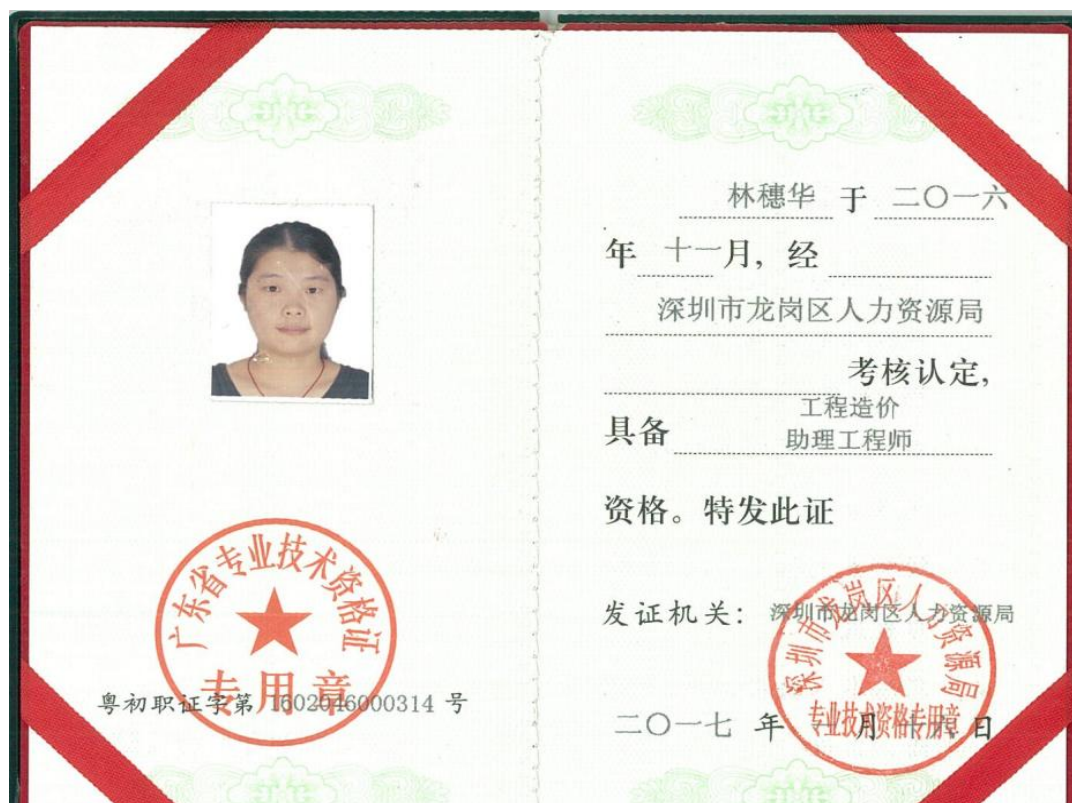 广东省专业技术资格证
专用章
粤初职证字第 1602046000314 号
林穗华 于 二〇一六
年 十一月，经
深圳市龙岗区人力资源局
考核认定，
具备 工程造价
助理工程师
资格。特发此证
发证机关：深圳市龙岗区人力资源局
深圳市龙岗区人力资源局
专业技术资格专用章
二〇一七 年 月 十六 日